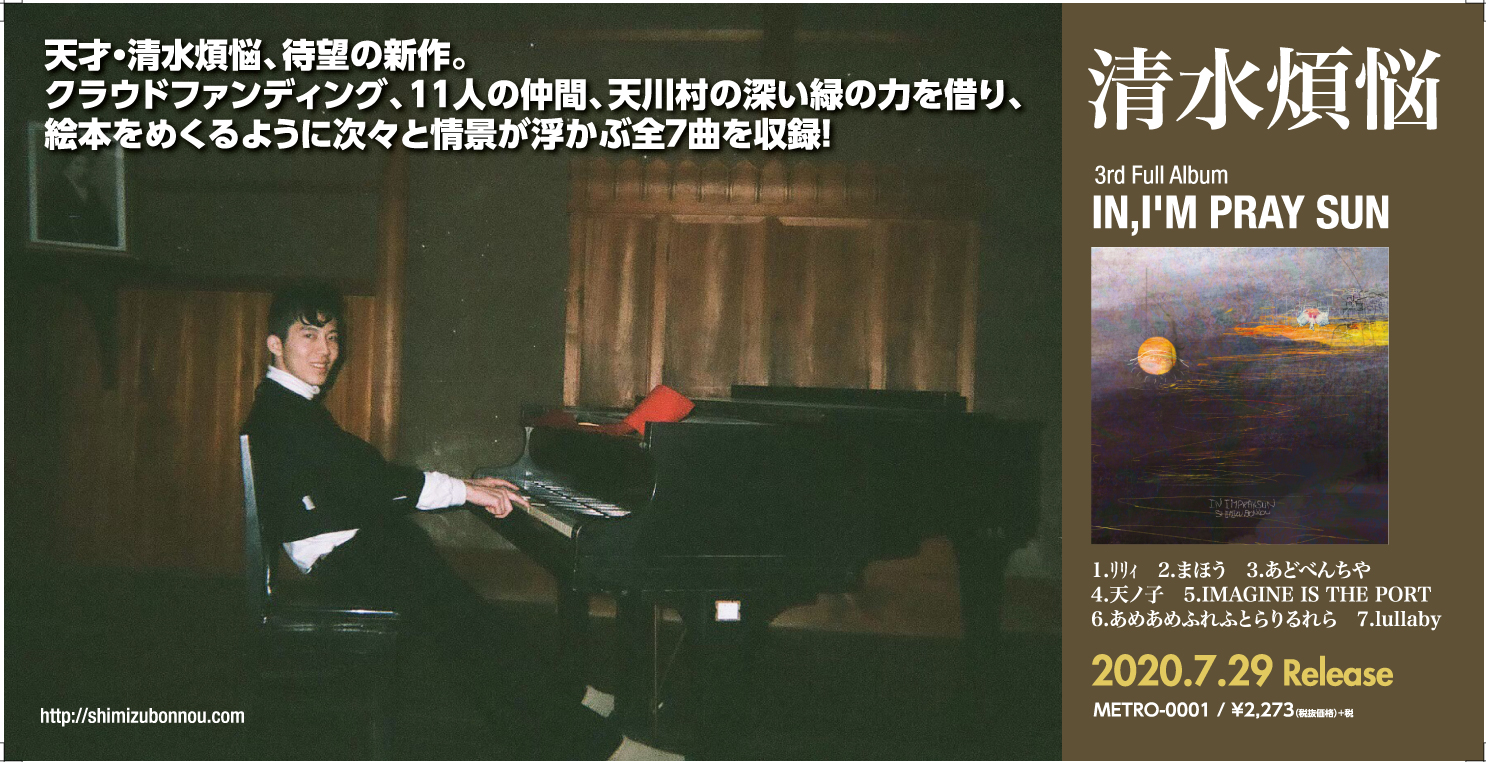 天才・清水煩悩、待望の新作。
クラウドファンディング、11人の仲間、天川村の深い緑の力を借り、
絵本をめくるように次々と情景が浮かぶ全7曲を収録!
http://shimizubonnou.com
清水煩悩
3rd Full Album
IN,I'M PRAY SUN
IN I'M PRAY SUN
SHIMIZU BONNOU
1.リリィ 2.まほう 3.あどべんちや
4.天ノ子 5.IMAGINE IS THE PORT
6.あめあめふれふとらりるれら 7.lullaby
2020.7.29 Release
METRO-0001 / ¥2,273(税抜価格)+税